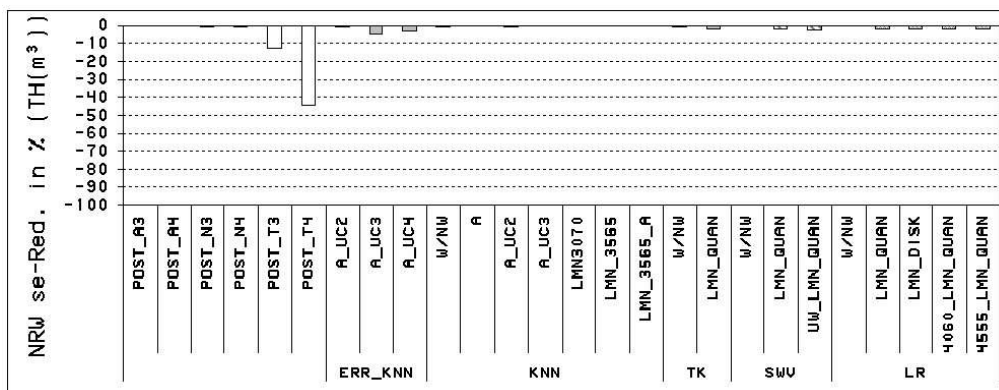 NRW se-Red. in % (TH(m³))
0
-10
-20
-30
-40
-50
-60
-70
-80
-90
-100
POST_A3
POST_A4
POST_N3
POST_N4
POST_T3
POST_T4
A_UC2
A_UC3
A_UC4
W/NW
A
A_UC2
A_UC3
LMN3070
LMN_3565
LMN_3565_A
W/NW
LMN_QUAN
W/NW
LMN_QUAN
UW_LMN_QUAN
W/NW
LMN_QUAN
LMN_DISK
4060_LMN_QUAN
4555_LMN_QUAN
ERR_KNN
KNN
TK
SWV
LR